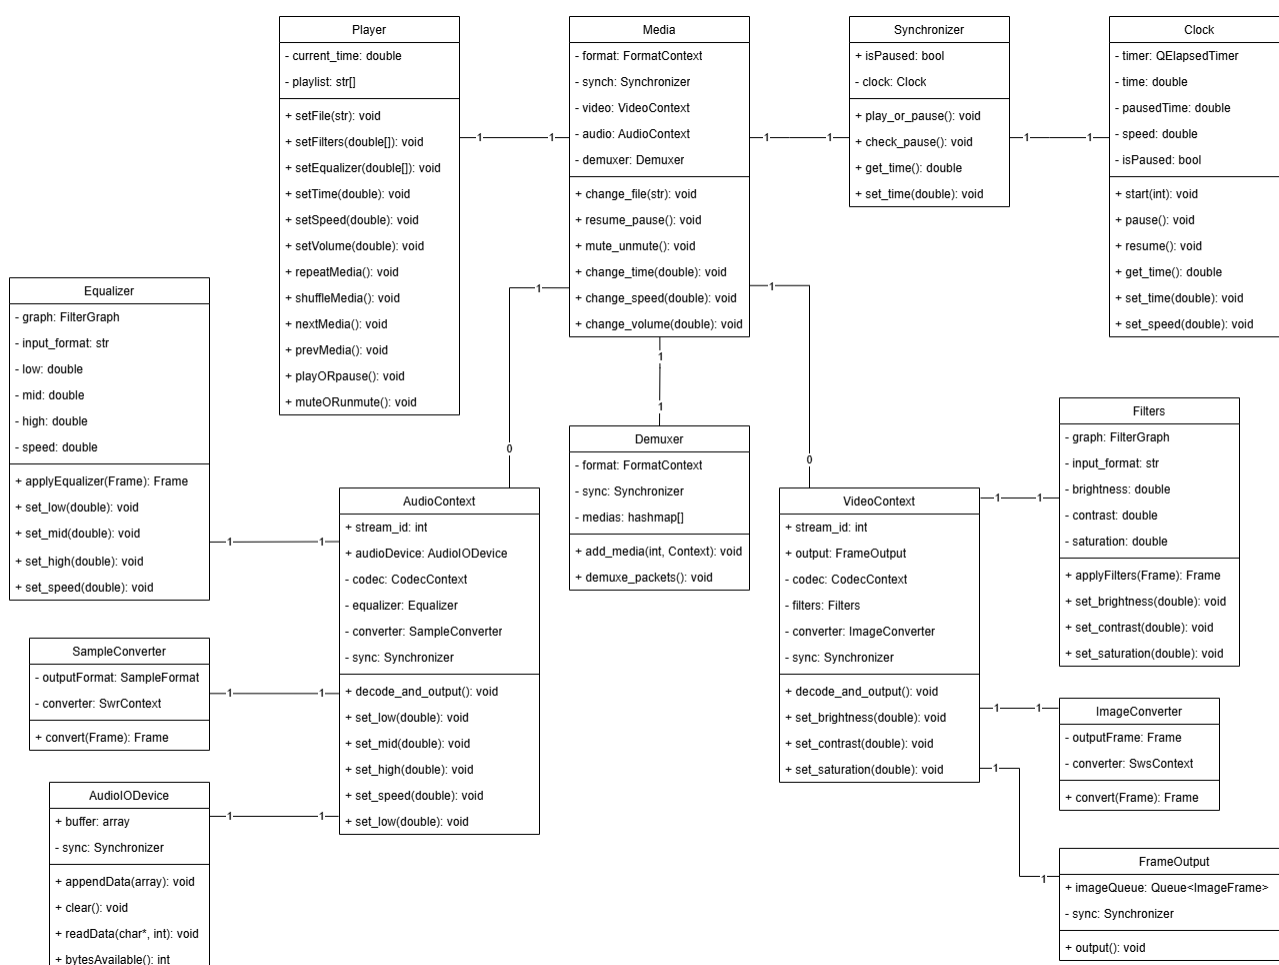 Player
- current_time: double
- playlist: str[]
+ setFile(str): void
+ setFilters(double[]): void
+ setEqualizer(double[]): void
+ setTime(double): void
+ setSpeed(double): void
+ setVolume(double): void
+ repeatMedia(): void
+ shuffleMedia(): void
+ nextMedia(): void
+ prevMedia(): void
+ playORpause(): void
+ muteORunmute(): void
1
1
Media
- format: FormatContext
- synch: Synchronizer
- video: VideoContext
- audio: AudioContext
- demuxer: Demuxer
+ change_file(str): void
+ resume_pause(): void
+ mute_unmute(): void
+ change_time(double): void
+ change_speed(double): void
+ change_volume(double): void
1
1
Synchronizer
+ isPaused: bool
- clock: Clock
+ play_or_pause(): void
+ check_pause(): void
+ get_time(): double
+ set_time(double): void
1
1
Clock
- timer: QElapsedTimer
- time: double
- pausedTime: double
- speed: double
- isPaused: bool
+ start(int): void
+ pause(): void
+ resume(): void
+ get_time(): double
+ set_time(double): void
+ set_speed(double): void
1
0
1
1
1
0
Equalizer
- graph: FilterGraph
- input_format: str
- low: double
- mid: double
- high: double
- speed: double
+ applyEqualizer(Frame): Frame
+ set_low(double): void
+ set_mid(double): void
+ set_high(double): void
+ set_speed(double): void
1
1
SampleConverter
- outputFormat: SampleFormat
- converter: SwrContext
+ convert(Frame): Frame
1
1
AudioIODevice
+ buffer: array
- sync: Synchronizer
+ appendData(array): void
+ clear(): void
+ readData(char*, int): void
+ bytesAvailable(): int
1
1
AudioContext
+ stream_id: int
+ audioDevice: AudioIODevice
- codec: CodecContext
- equalizer: Equalizer
- converter: SampleConverter
- sync: Synchronizer
+ decode_and_output(): void
+ set_low(double): void
+ set_mid(double): void
+ set_high(double): void
+ set_speed(double): void
+ set_low(double): void
Demuxer
- format: FormatContext
- sync: Synchronizer
- medias: hashmap[]
+ add_media(int, Context): void
+ demuxe_packets(): void
VideoContext
+ stream_id: int
+ output: FrameOutput
- codec: CodecContext
- filters: Filters
- converter: ImageConverter
- sync: Synchronizer
+ decode_and_output(): void
+ set_brightness(double): void
+ set_contrast(double): void
+ set_saturation(double): void
1
1
Filters
- graph: FilterGraph
- input_format: str
- brightness: double
- contrast: double
- saturation: double
+ applyFilters(Frame): Frame
+ set_brightness(double): void
+ set_contrast(double): void
+ set_saturation(double): void
1
1
ImageConverter
- outputFrame: Frame
- converter: SwsContext
+ convert(Frame): Frame
1
1
FrameOutput
+ imageQueue: Queue<ImageFrame>
- sync: Synchronizer
+ output(): void